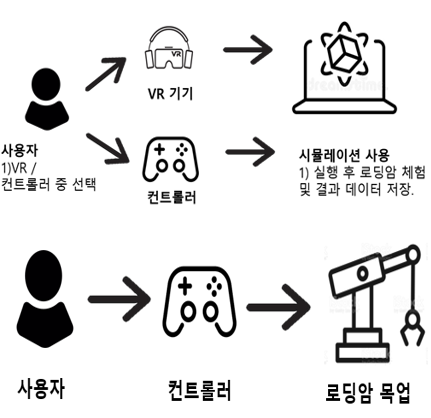 VR
VR 기기
사용자
1)VR /
컨트롤러 중 선택
컨트롤러
시뮬레이션 사용
1) 실행 후 로딩암 체험
및 결과 데이터 저장.
사용자
컨트롤러
로딩암 목업